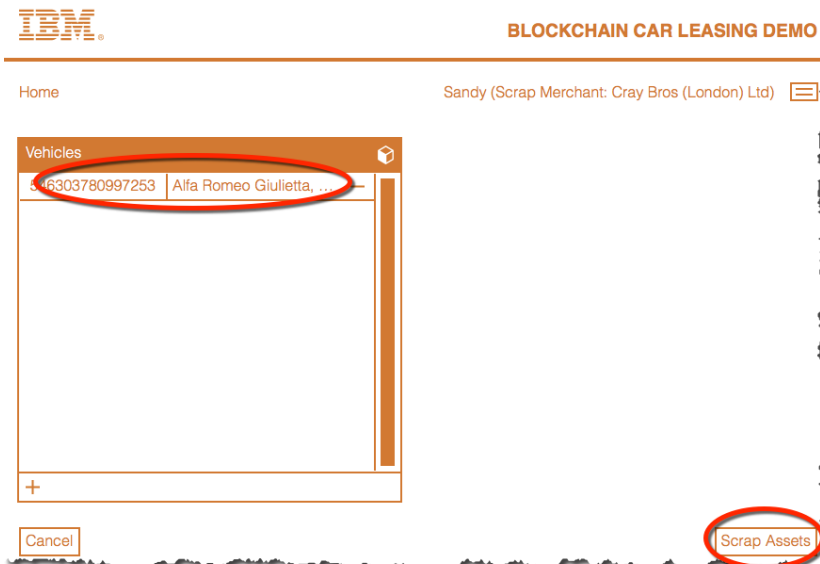 IBM®
BLOCKCHAIN CAR LEASING DEMO
Home
Sandy (Scrap Merchant: Cray Bros (London) Ltd)
Vehicles
546303780997253 Alfa Romeo Giulietta, ...
+
Cancel
Scrap Assets